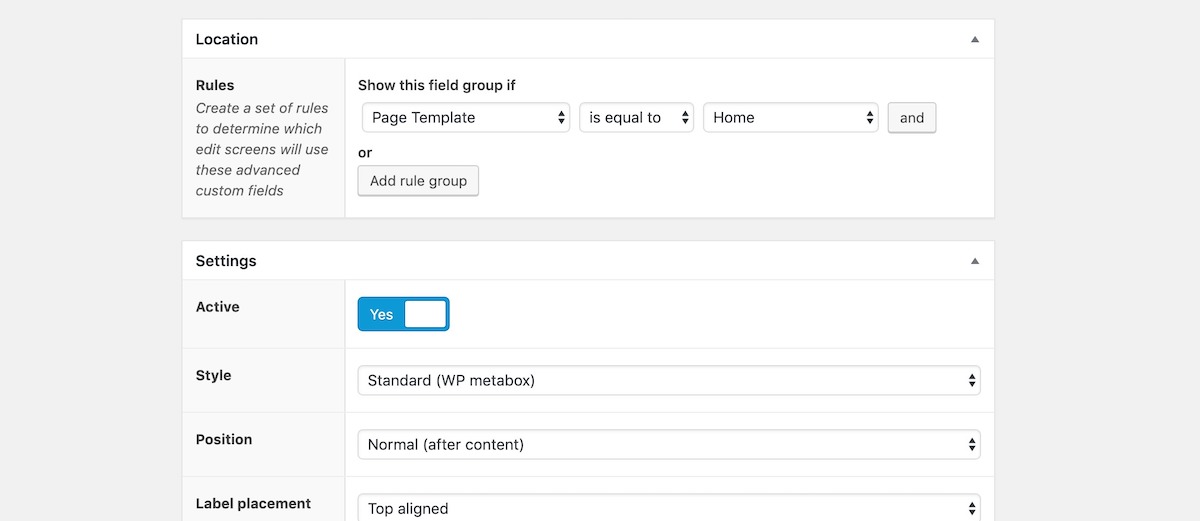 Location
Rules
Create a set of rules
to determine which
edit screens will use
these advanced
custom fields
Show this field group if
Page Template is equal to Home and
or
Add rule group
Settings
Active
Yes
Style
Standard (WP metabox)
Position
Normal (after content)
Label placement
Top aligned